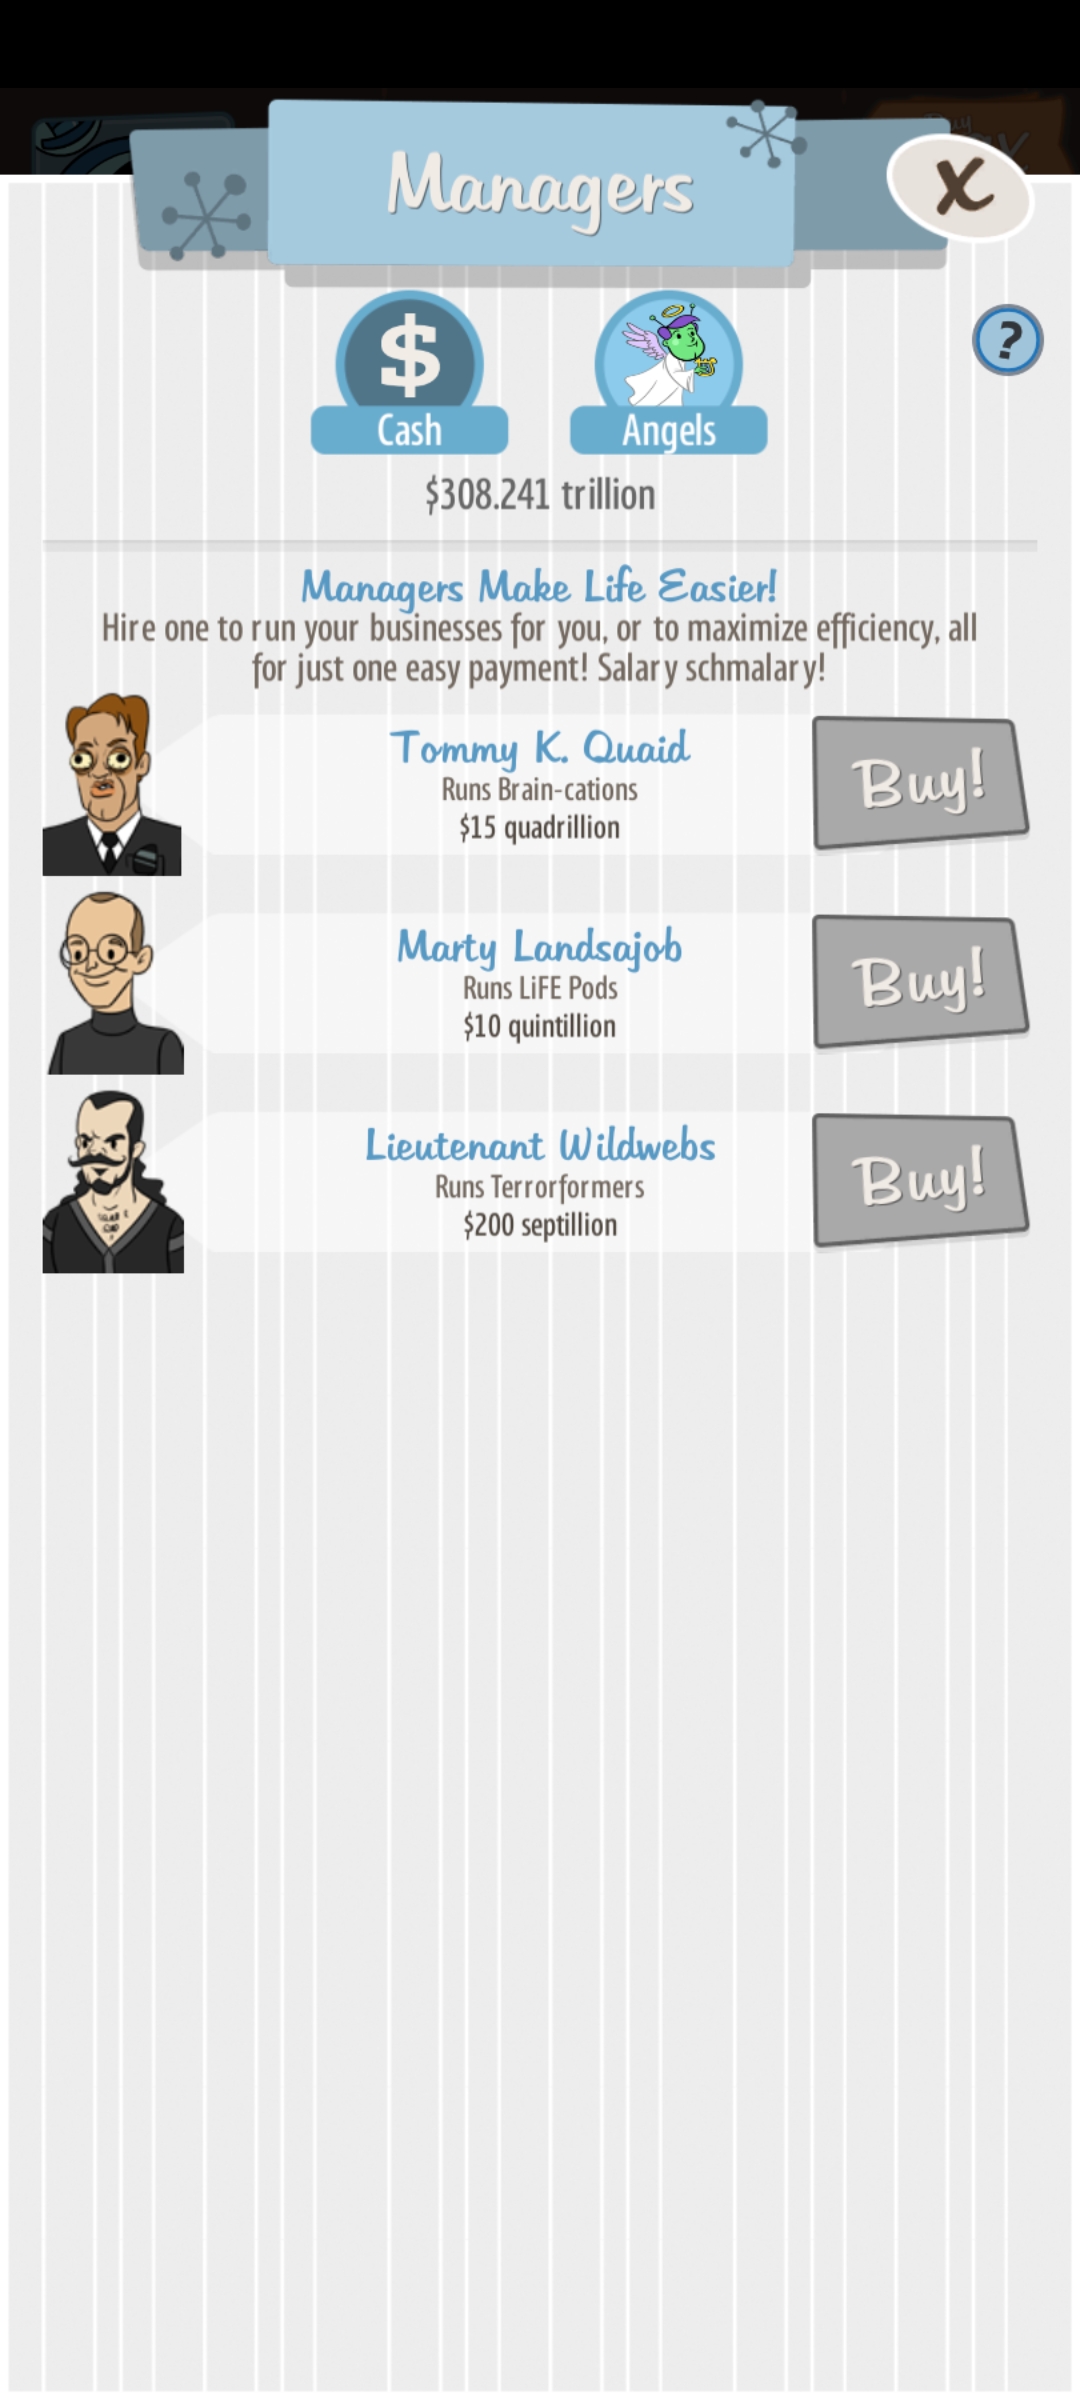 Managers
X
$
?
Cash
Angels
$308.241 trillion
Managers Make Life Easier!
Hire one to run your businesses for you, or to maximize efficiency, all
for just one easy payment! Salary schmalary!
Tommy K. Quaid
Runs Brain-cations
$15 quadrillion
Buy!
Marty Landsajob
Runs LiFE Pods
$10 quintillion
Buy!
Lieutenant Wildwebs
Runs Terrorformers
$200 septillion
Buy!